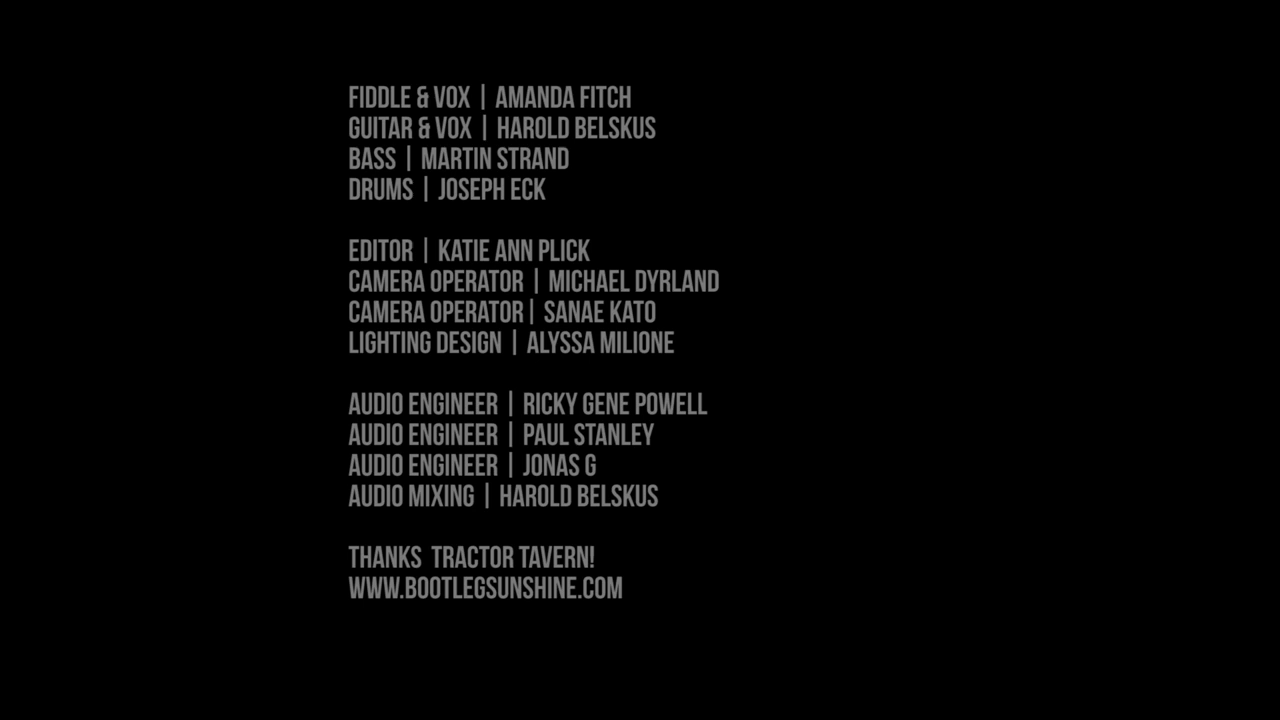 FIDDLE & VOX | AMANDA FITCH
GUITAR & VOX | HAROLD BELSKUS
BASS | MARTIN STRAND
DRUMS | JOSEPH ECK
EDITOR | KATIE ANN PLICK
CAMERA OPERATOR | MICHAEL DYRLAND
CAMERA OPERATOR | SANAE KATO
LIGHTING DESIGN | ALYSSA MILIONE
AUDIO ENGINEER | RICKY GENE POWELL
AUDIO ENGINEER | PAUL STANLEY
AUDIO ENGINEER | JONAS G
AUDIO MIXING | HAROLD BELSKUS
THANKS TRACTOR TAVERN!
WWW.BOOTLEGSUNSHINE.COM